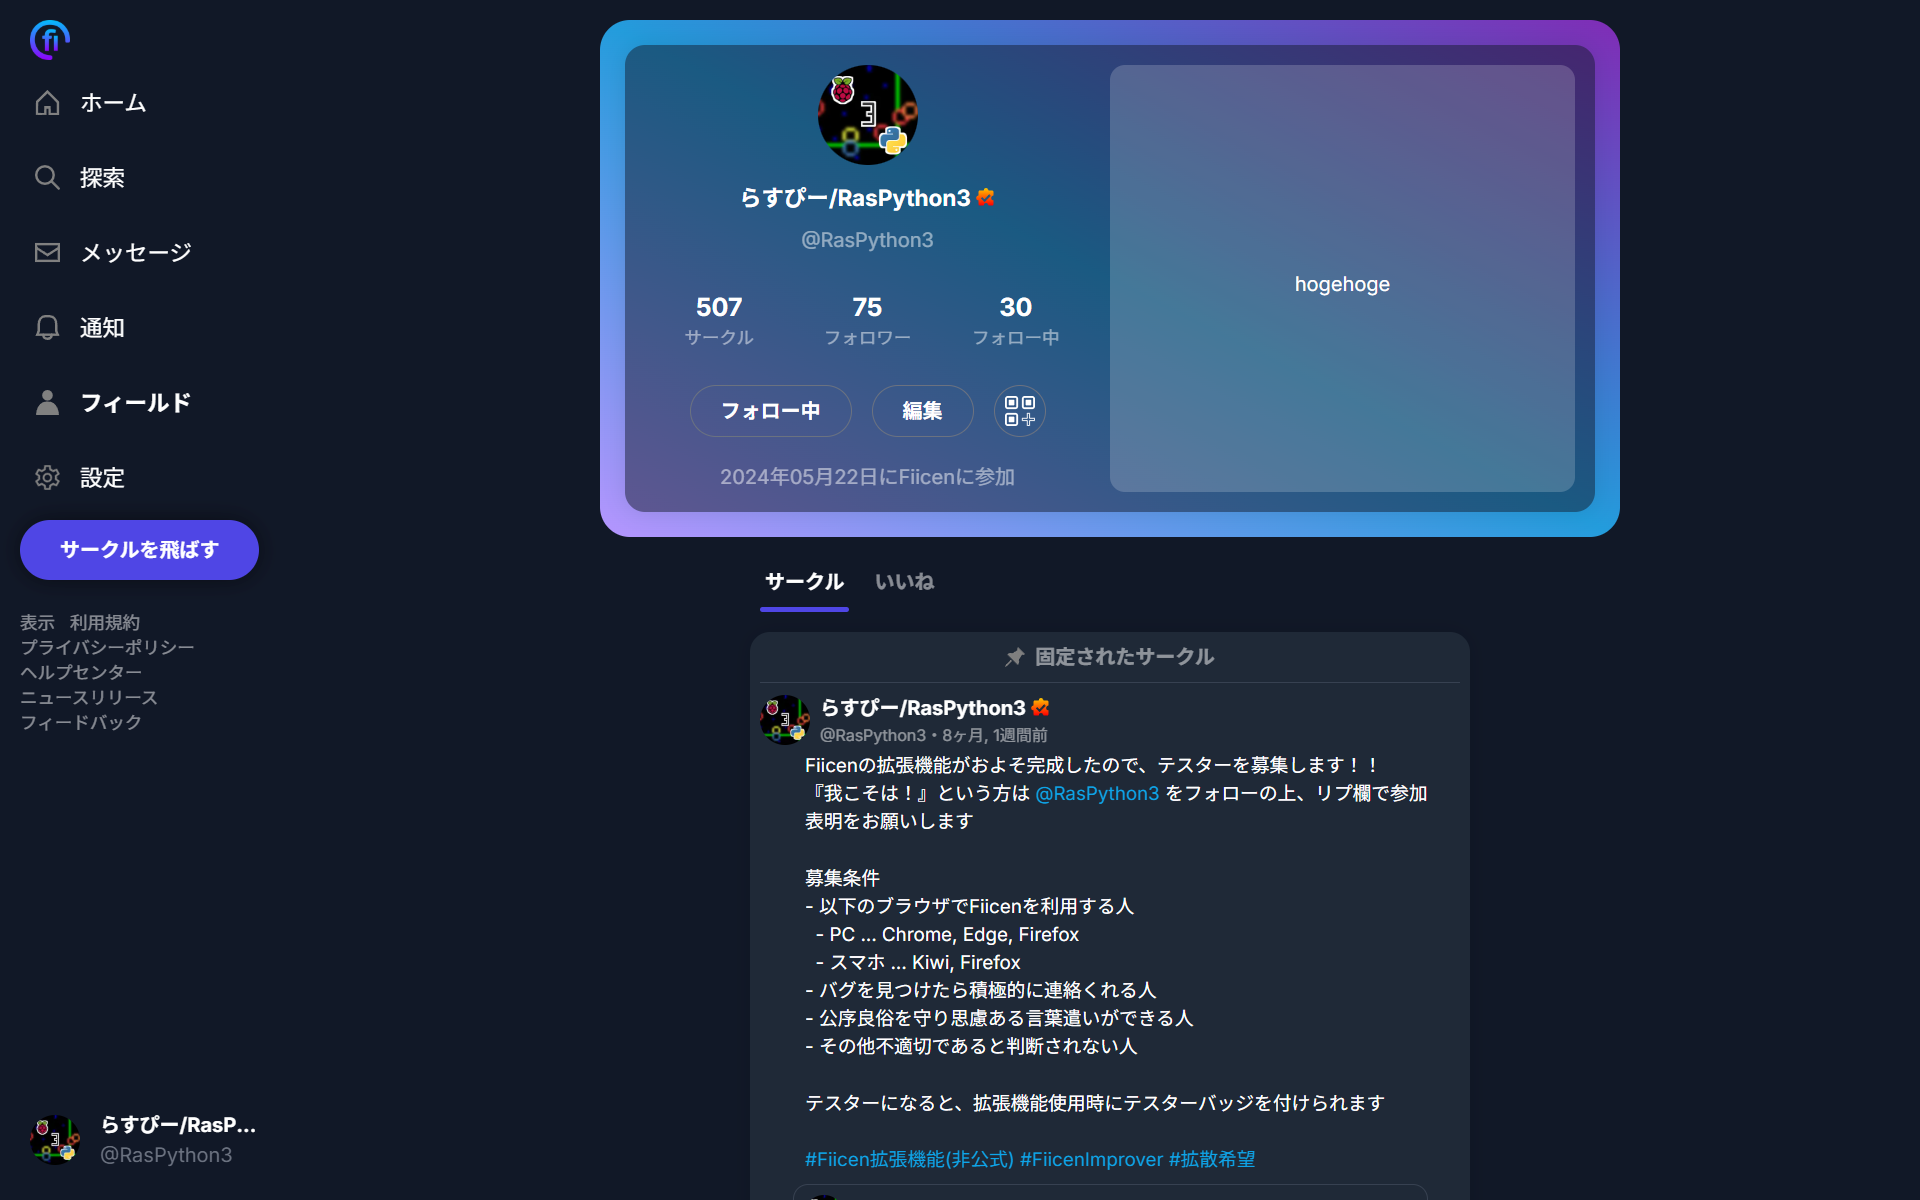 fi
ホーム
探索
メッセージ
通知
フィールド
設定
サークルを飛ばす
表示 利用規約
プライバシーポリシー
ヘルプセンター
ニュースリリース
フィードバック
らすぴー/RasP...
@RasPython3
3
らすぴー/RasPython3
@RasPython3
507 75 30
サークル フォロワー フォロー中
フォロー中 編集
2024年05月22日にFiicenに参加
hogehoge
サークル いいね
固定されたサークル
らすぴー/RasPython3
@RasPython3・8ヶ月, 1週間前
Fiicenの拡張機能がおよそ完成したので、テスターを募集します！！
『我こそは！』という方は @RasPython3 をフォローの上、リプ欄で参加
表明をお願いします
募集条件
- 以下のブラウザでFiicenを利用する人
- PC ... Chrome, Edge, Firefox
- スマホ ... Kiwi, Firefox
- バグを見つけたら積極的に連絡くれる人
- 公序良俗を守り思慮ある言葉遣いができる人
- その他不適切であると判断されない人
テスターになると、拡張機能使用時にテスターバッジを付けられます
#Fiicen拡張機能(非公式) #FiicenImprover #拡散希望